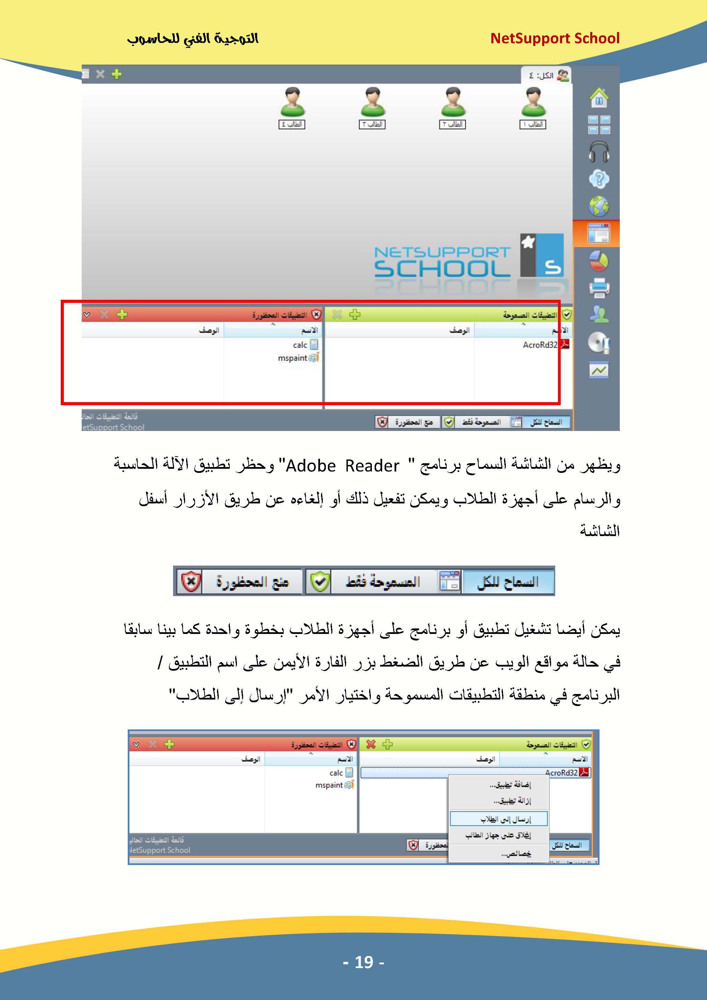 NetSupport School
التوجية الفني للحاسوب
الكل: ٤
الطالب ١
الطالب ٢
الطالب ٣
الطالب ٤
NETSUPPORT
SCHOOL
S
التطبيقات المسموحة
التطبيقات المحظورة
الاسم
الوصف
الاسم
الوصف
AcroRd32
calc
mspaint
السماح للكل
المسموحة فقط
منع المحظورة
قائمة التطبيقات الحال
etSupport School
ويظهر من الشاشة السماح برنامج " Adobe Reader" وحظر تطبيق الآلة الحاسبة
والرسام على أجهزة الطلاب ويمكن تفعيل ذلك أو إلغاءه عن طريق الأزرار أسفل
الشاشة
السماح للكل
المسموحة فقط
منع المحظورة
يمكن أيضا تشغيل تطبيق أو برنامج على أجهزة الطلاب بخطوة واحدة كما بينا سابقا
في حالة مواقع الويب عن طريق الضغط بزر الفارة الأيمن على اسم التطبيق /
البرنامج في منطقة التطبيقات المسموحة واختيار الأمر "إرسال إلى الطلاب"
التطبيقات المسموحة
التطبيقات المحظورة
الاسم
الوصف
الاسم
الوصف
AcroRd32
calc
mspaint
إضافة تطبيق...
إزالة تطبيق...
إرسال إلى الطلاب
إغلاق على جهاز الطالب
خصائص...
السماح للكل
لمحظورة
قائمة التطبيقات الحالي
NetSupport School
- 19 -